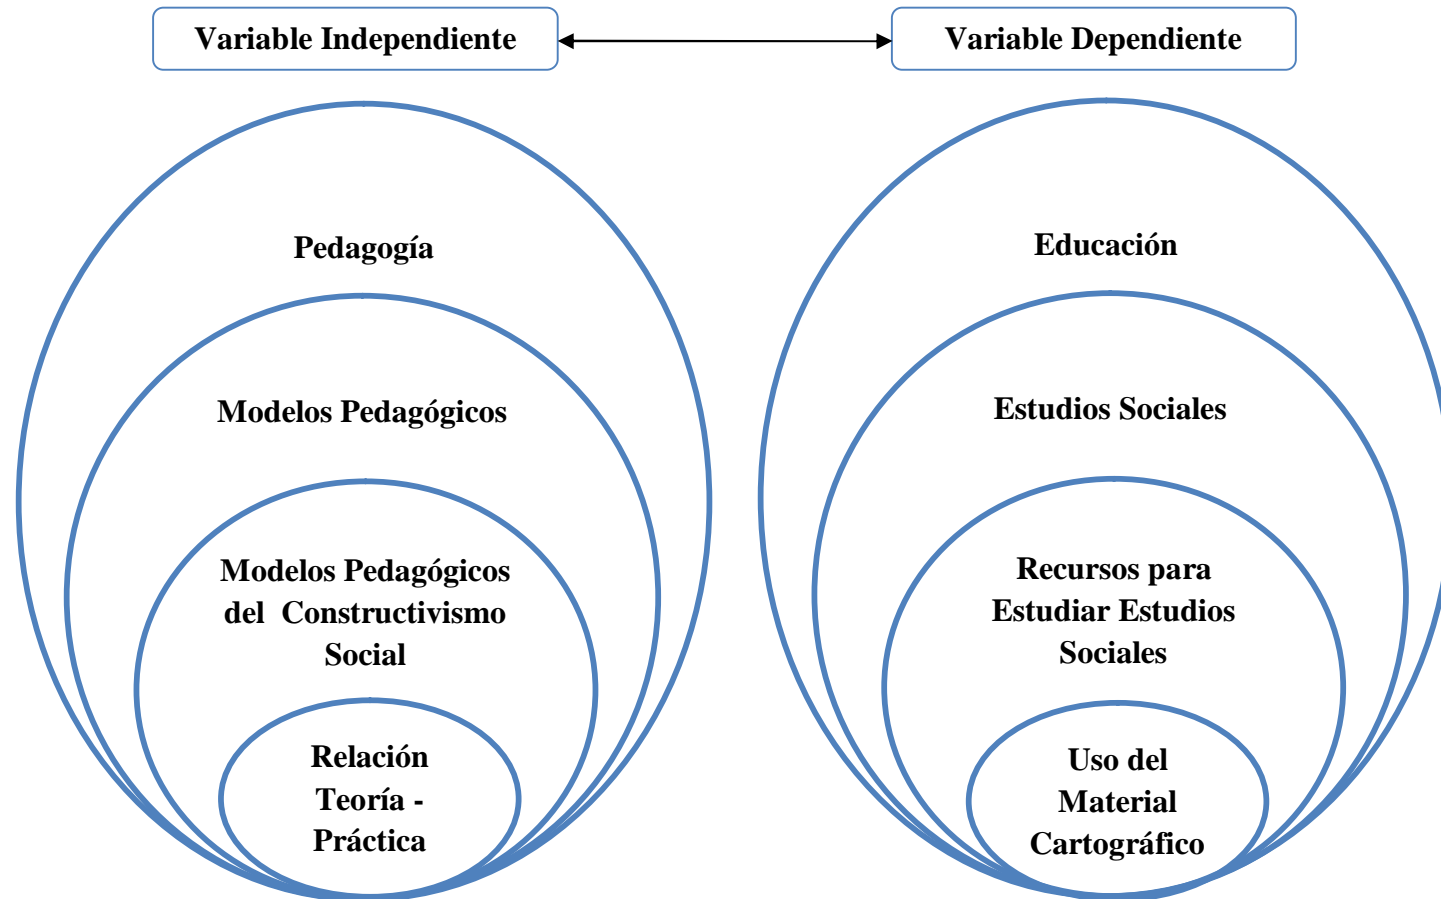 Variable Independiente
Variable Dependiente
Pedagogía
Modelos Pedagógicos
Modelos Pedagógicos
del Constructivismo
Social
Relación
Teoría -
Práctica
Educación
Estudios Sociales
Recursos para
Estudiar Estudios
Sociales
Uso del
Material
Cartográfico